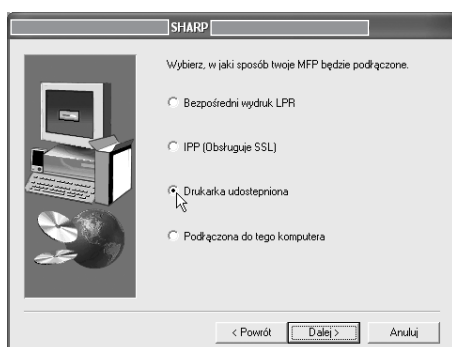 SHARP
Wybierz, w jaki sposób twoje MFP będzie podłączone.
Bezpośredni wydruk LPR
IPP (Obsługuje SSL)
Drukarka udostepniona
Podłączona do tego komputera
< Powrót Dalej > Anuluj